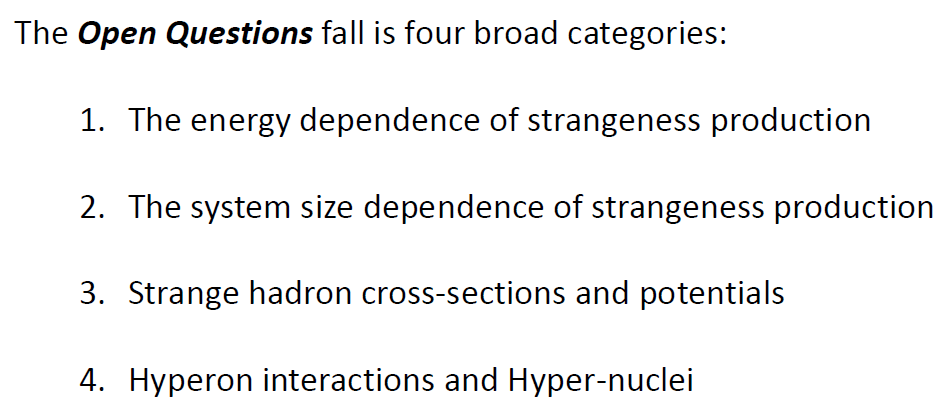 The Open Questions fall is four broad categories:
1. The energy dependence of strangeness production
2. The system size dependence of strangeness production
3. Strange hadron cross-sections and potentials
4. Hyperon interactions and Hyper-nuclei